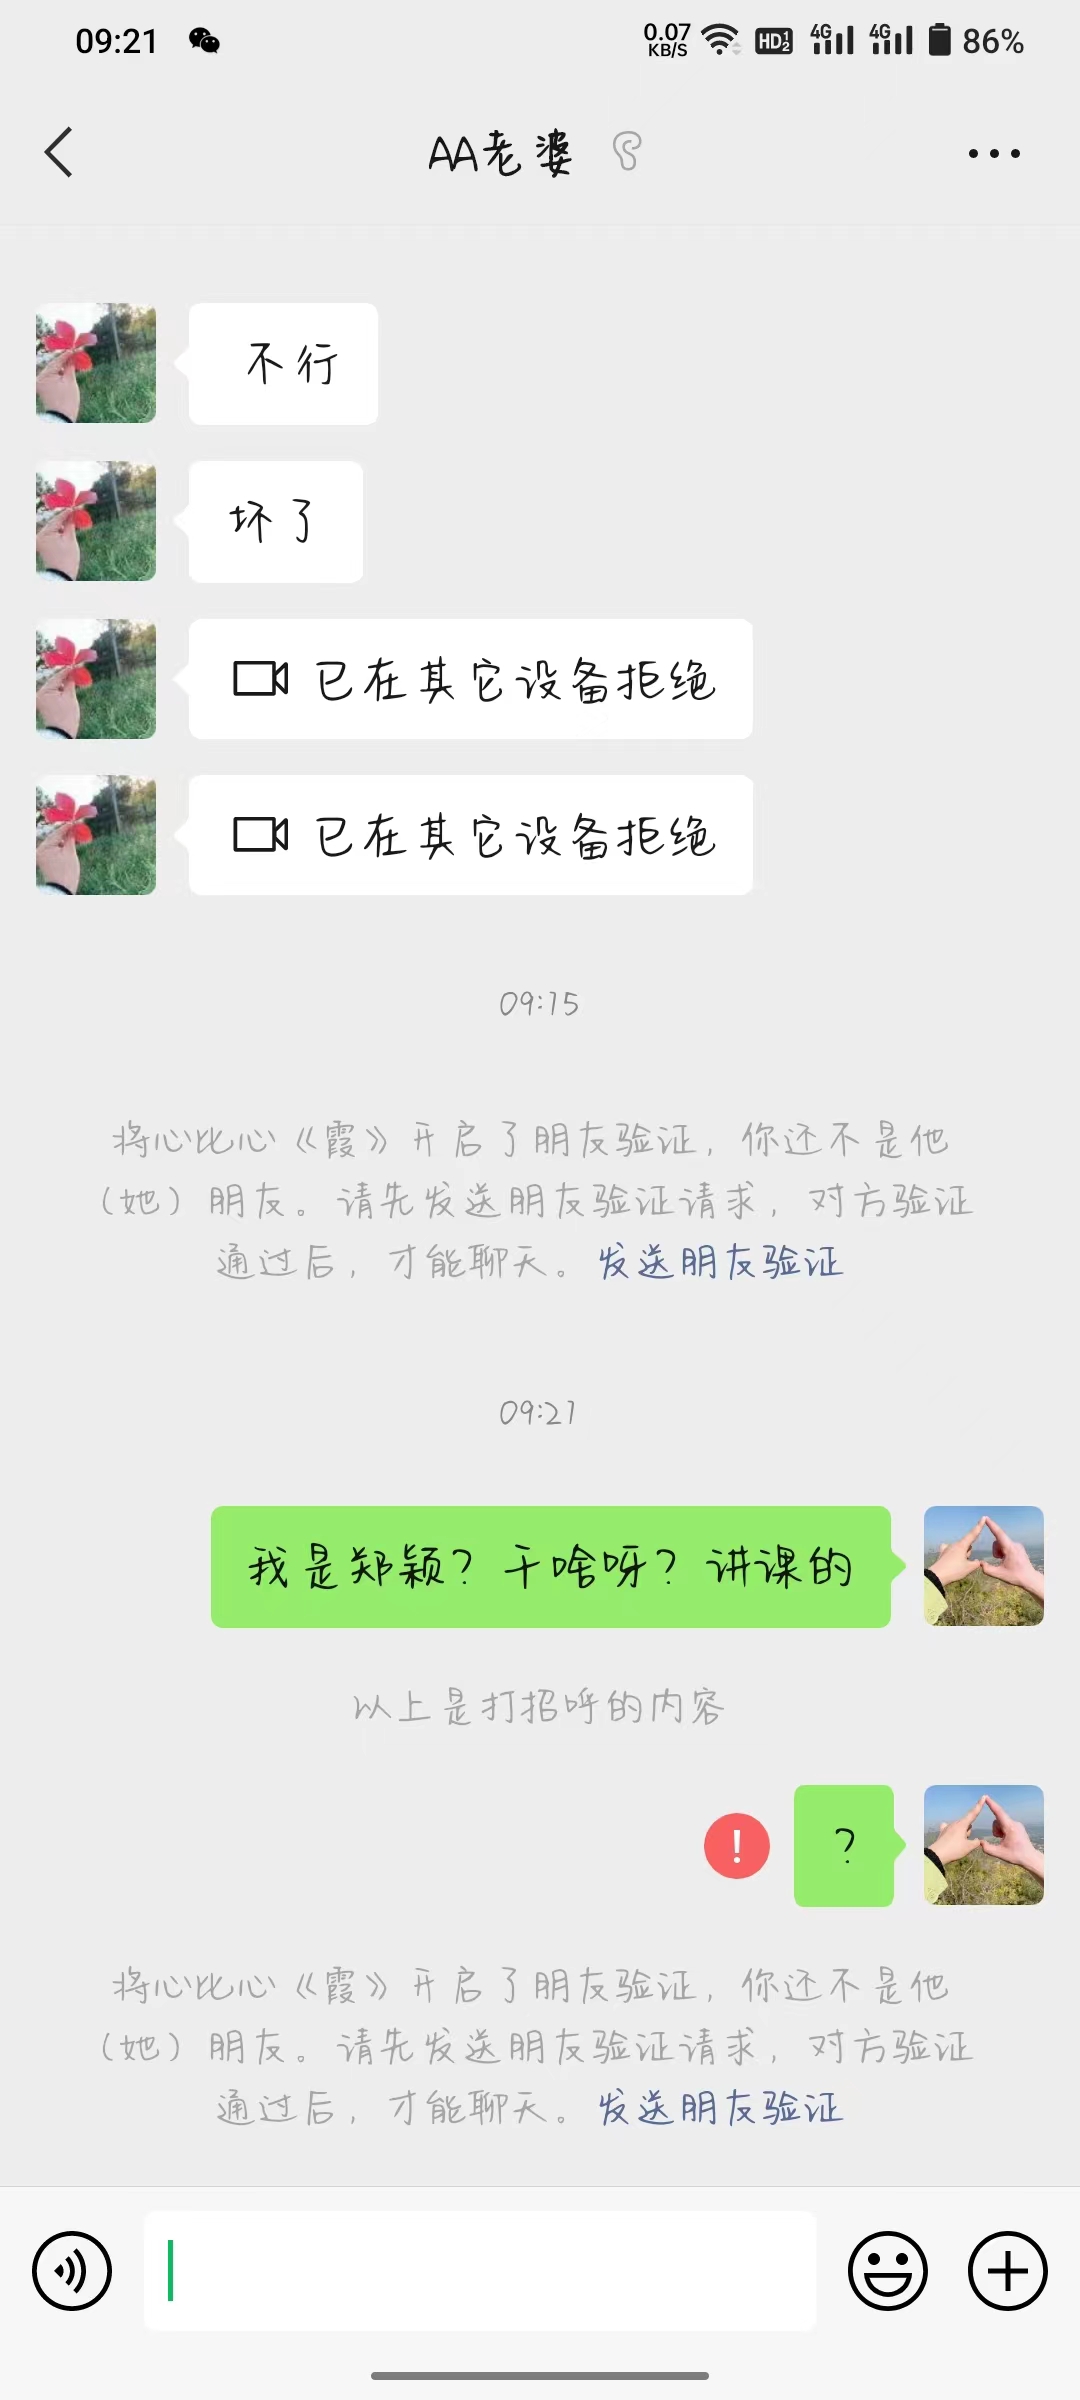 09:21 0.07 KB/S HD 1 2 4G 4G 86%
AA老婆
不行
坏了
已在其它设备拒绝
已在其它设备拒绝
09:15
将心比心《霞》开启了朋友验证，你还不是他
（她）朋友。请先发送朋友验证请求，对方验证
通过后，才能聊天。发送朋友验证
09:21
我是郑颖？干啥呀？讲课的
以上是打招呼的内容
?
将心比心《霞》开启了朋友验证，你还不是他
（她）朋友。请先发送朋友验证请求，对方验证
通过后，才能聊天。发送朋友验证